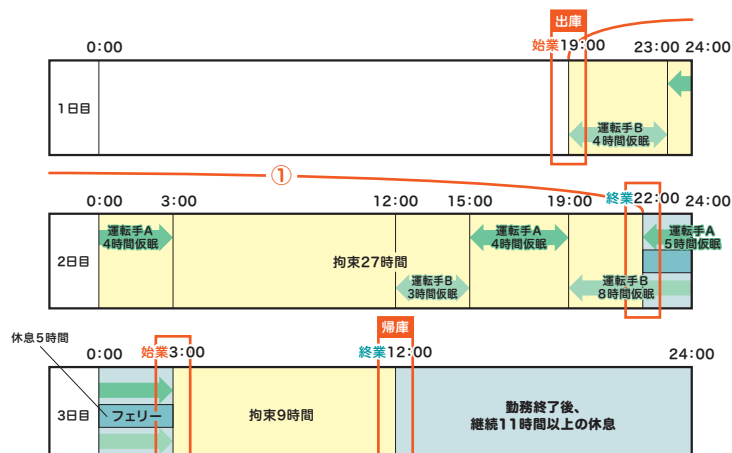 出庫
0:00 始業19:00 23:00 24:00
1日目
運転手B
4時間仮眠
①
0:00 3:00 12:00 15:00 19:00 終業22:00 24:00
運転手A
4時間仮眠
運転手A
4時間仮眠
運転手A
5時間仮眠
2日目
拘束27時間
運転手B
3時間仮眠
運転手B
8時間仮眠
帰庫
休息5時間
0:00 始業3:00 終業12:00 24:00
3日目
フェリー
拘束9時間
勤務終了後、
継続11時間以上の休息